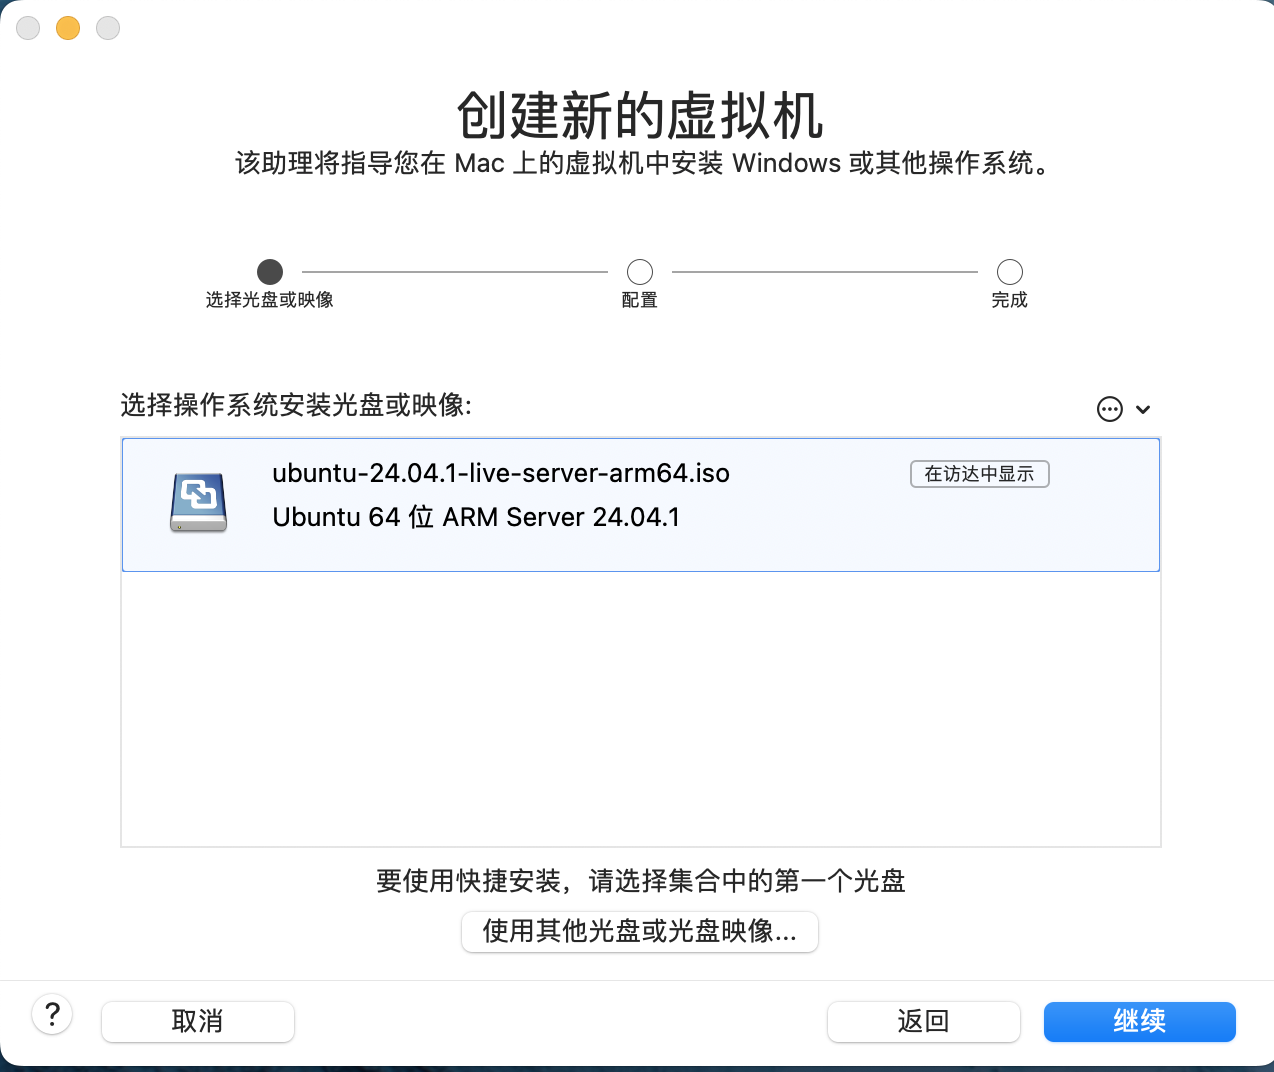 创建新的虚拟机
该助理将指导您在 Mac 上的虚拟机中安装 Windows 或其他操作系统。
选择光盘或映像
配置
完成
选择操作系统安装光盘或映像:
ubuntu-24.04.1-live-server-arm64.iso
在访达中显示
Ubuntu 64 位 ARM Server 24.04.1
要使用快捷安装，请选择集合中的第一个光盘
使用其他光盘或光盘映像...
?
取消
返回
继续